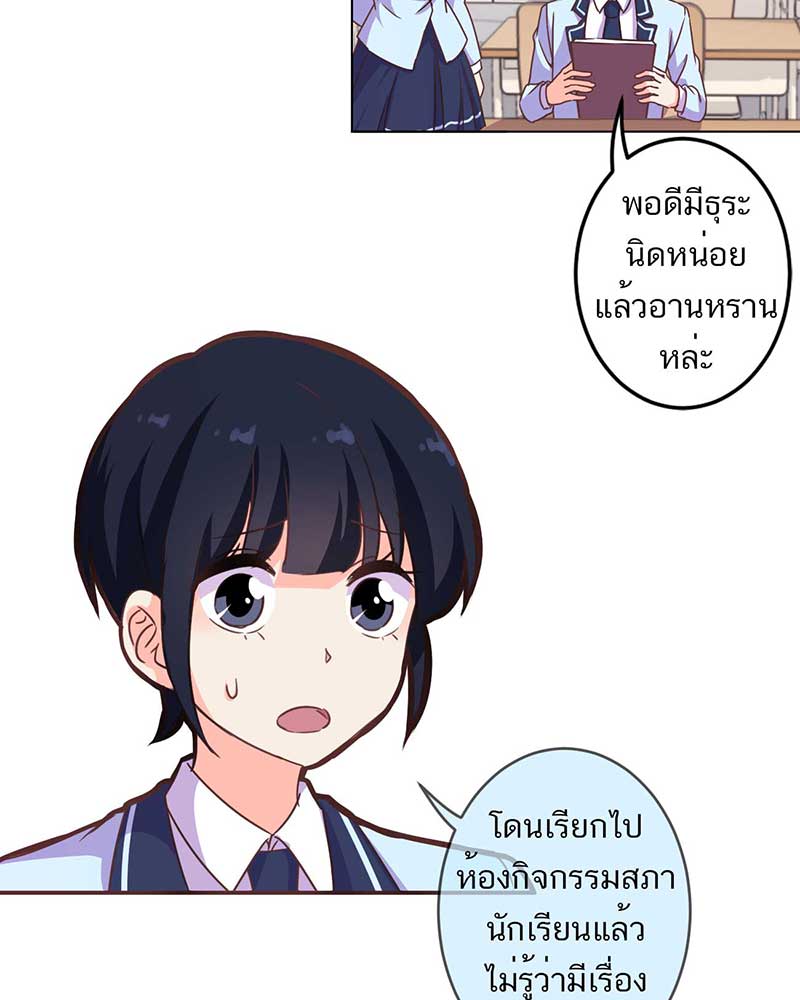 พอดีมีธุระ
นิดหน่อย
แล้วอานหราน
หล่ะ
โดนเรียกไป
ห้องกิจกรรมสภา
นักเรียนแล้ว
ไม่รู้ว่ามีเรื่อง